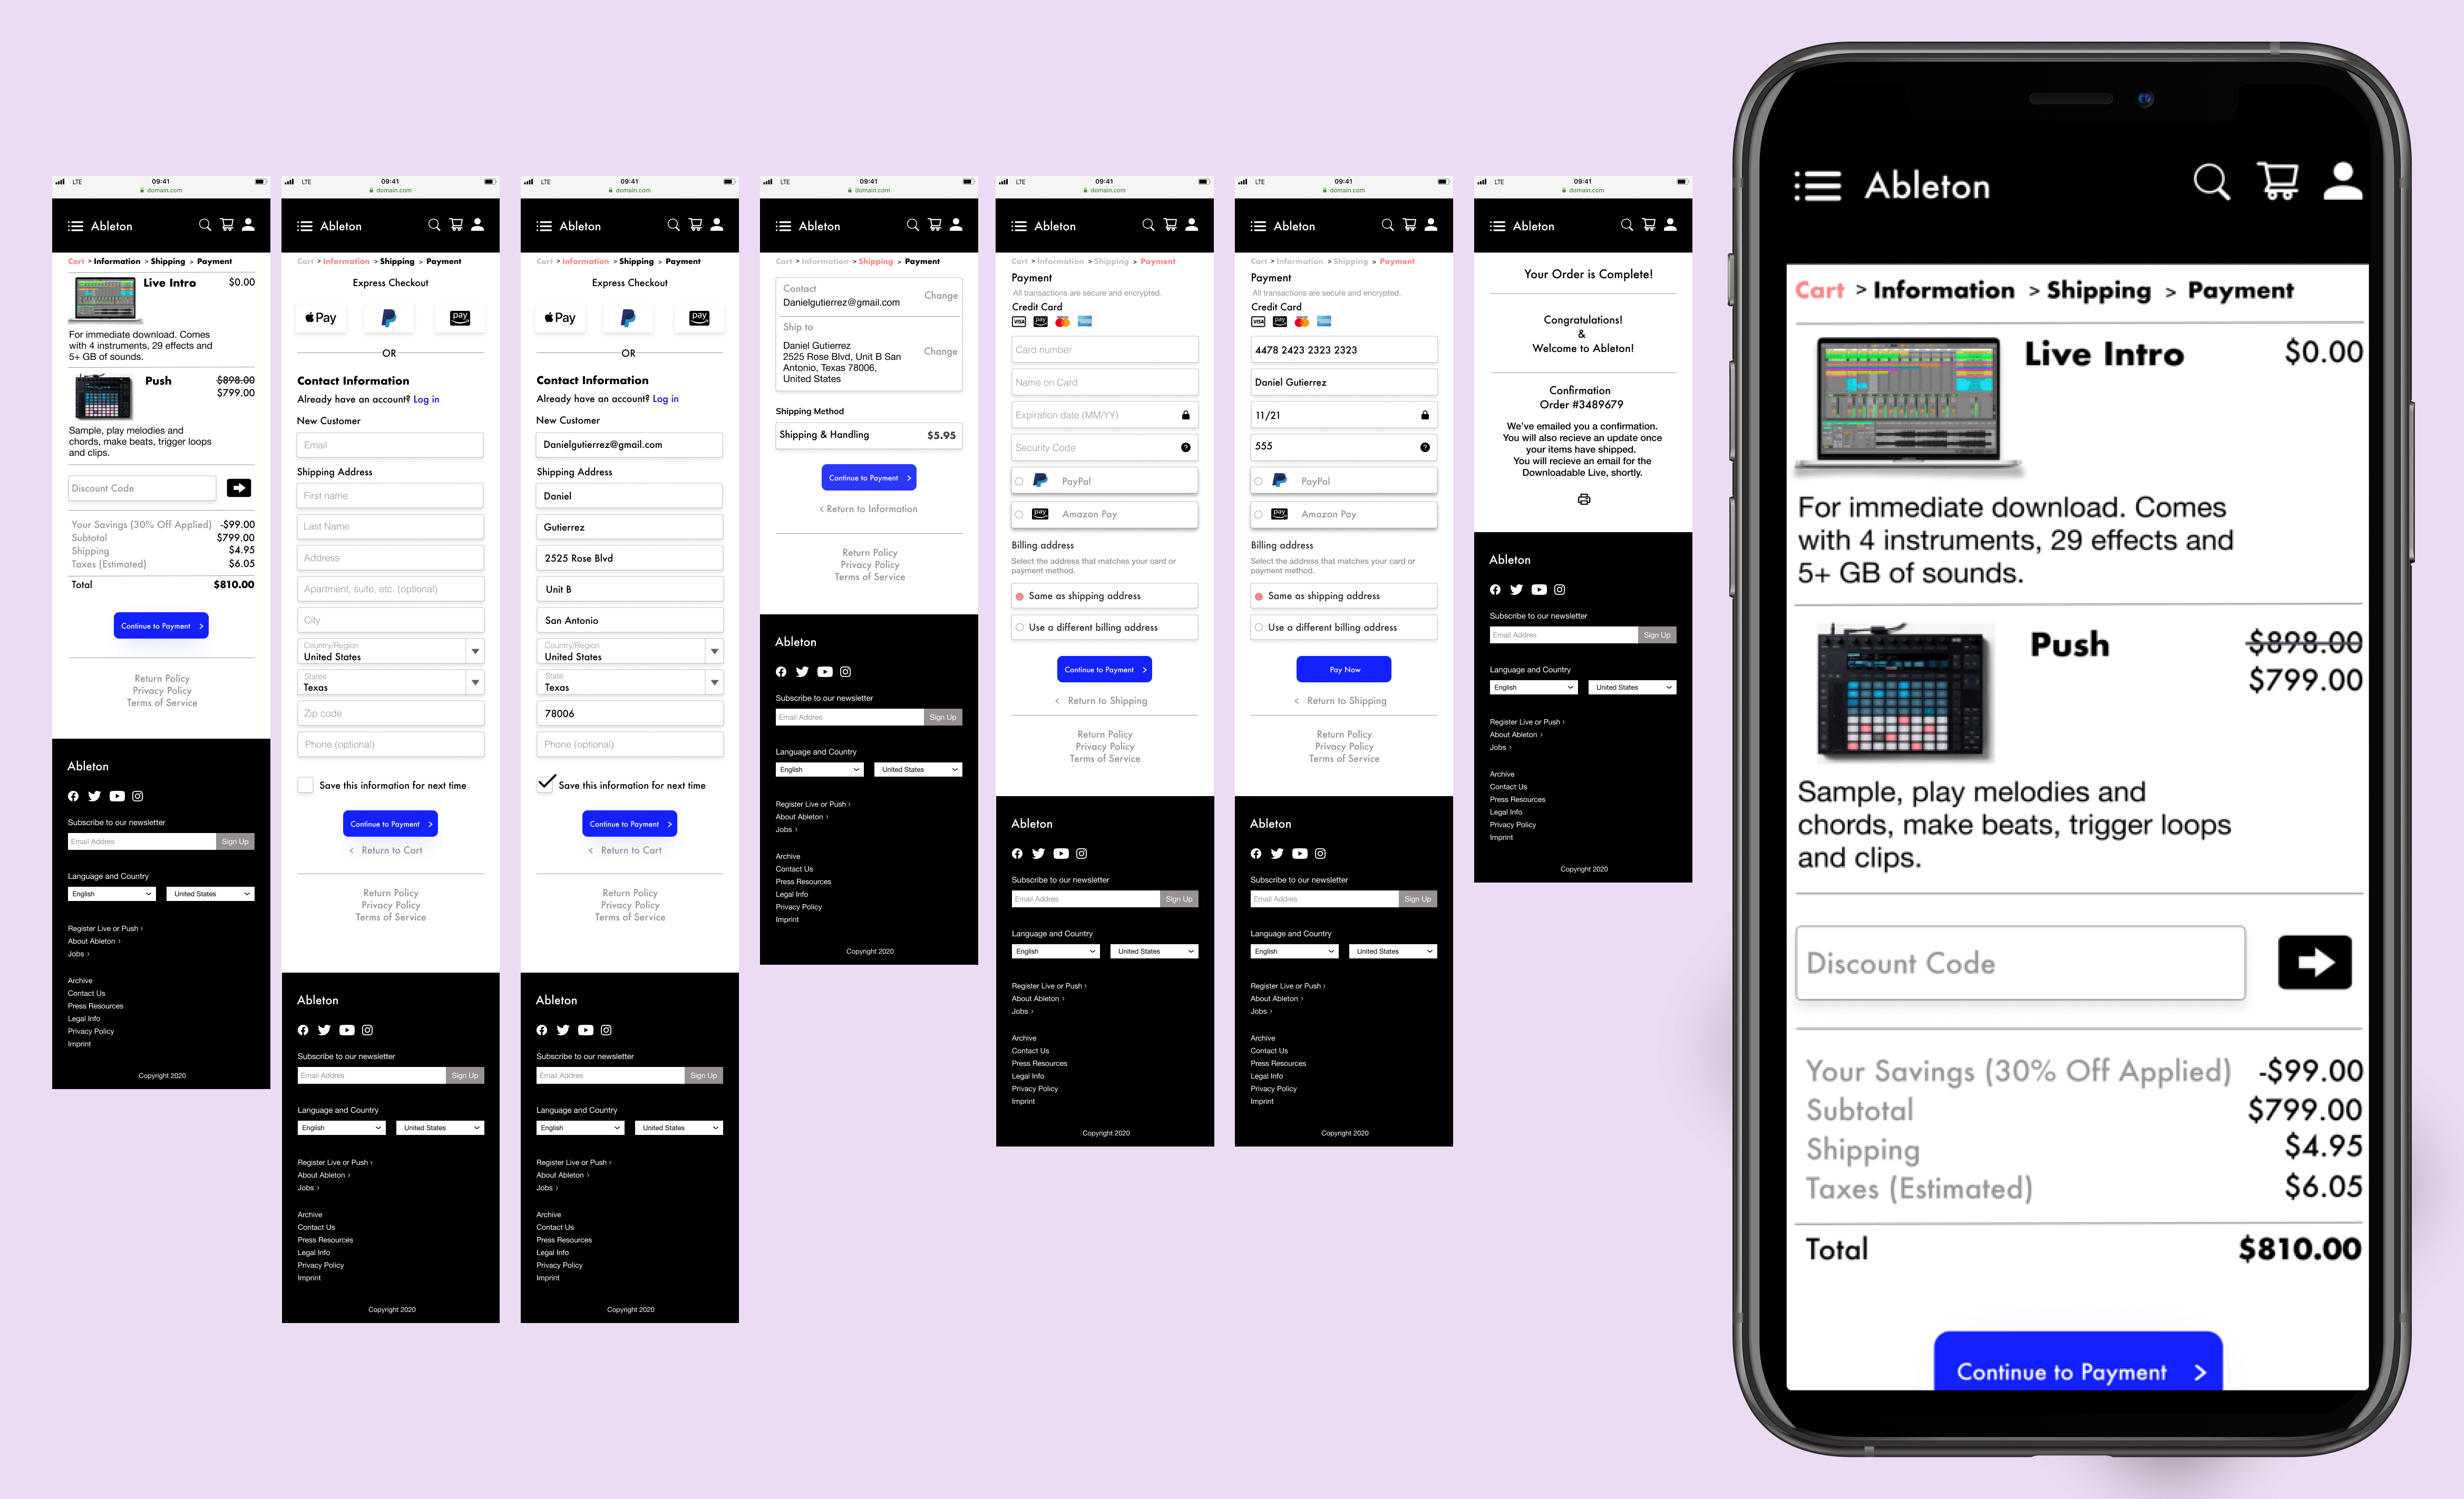 LTE 09:41
domain.com
Ableton
Cart > Information > Shipping > Payment
Live Intro $0.00
For immediate download. Comes
with 4 instruments, 29 effects and
5+ GB of sounds.
Push $898.00
$799.00
Sample, play melodies and
chords, make beats, trigger loops
and clips.
Discount Code
Your Savings (30% Off Applied) -$99.00
Subtotal $799.00
Shipping $4.95
Taxes (Estimated) $6.05
Total $810.00
Continue to Payment >
Return Policy
Privacy Policy
Terms of Service
Ableton
Subscribe to our newsletter
Email Addres Sign Up
Language and Country
English United States
Register Live or Push ›
About Ableton ›
Jobs ›
Archive
Contact Us
Press Resources
Legal Info
Privacy Policy
Imprint
Copyright 2020
LTE 09:41
domain.com
Ableton
Cart > Information > Shipping > Payment
Express Checkout
Pay pay
OR
Contact Information
Already have an account? Log in
New Customer
Email
Shipping Address
First name
Last Name
Address
Apartment, suite, etc. (optional)
City
Country/Region
United States
States
Texas
Zip code
Phone (optional)
Save this information for next time
Continue to Payment >
< Return to Cart
Return Policy
Privacy Policy
Terms of Service
Ableton
Subscribe to our newsletter
Email Addres Sign Up
Language and Country
English United States
Register Live or Push ›
About Ableton ›
Jobs ›
Archive
Contact Us
Press Resources
Legal Info
Privacy Policy
Imprint
Copyright 2020
LTE 09:41
domain.com
Ableton
Cart > Information > Shipping > Payment
Express Checkout
Pay pay
OR
Contact Information
Already have an account? Log in
New Customer
Danielgutierrez@gmail.com
Shipping Address
Daniel
Gutierrez
2525 Rose Blvd
Unit B
San Antonio
Country/Region
United States
State
Texas
78006
Phone (optional)
Save this information for next time
Continue to Payment >
< Return to Cart
Return Policy
Privacy Policy
Terms of Service
Ableton
Subscribe to our newsletter
Email Addres Sign Up
Language and Country
English United States
Register Live or Push ›
About Ableton ›
Jobs ›
Archive
Contact Us
Press Resources
Legal Info
Privacy Policy
Imprint
Copyright 2020
LTE 09:41
domain.com
Ableton
Cart > Information > Shipping > Payment
Contact
Danielgutierrez@gmail.com Change
Ship to
Daniel Gutierrez
2525 Rose Blvd, Unit B San Change
Antonio, Texas 78006,
United States
Shipping Method
Shipping & Handling $5.95
Continue to Payment >
< Return to Information
Return Policy
Privacy Policy
Terms of Service
Ableton
Subscribe to our newsletter
Email Addres Sign Up
Language and Country
English United States
Register Live or Push ›
About Ableton ›
Jobs ›
Archive
Contact Us
Press Resources
Legal Info
Privacy Policy
Imprint
Copyright 2020
LTE 09:41
domain.com
Ableton
Cart > Information > Shipping > Payment
Payment
All transactions are secure and encrypted.
Credit Card
VISA pay
Card number
Name on Card
Expiration date (MM/YY)
Security Code ?
PayPal
pay Amazon Pay
Billing address
Select the address that matches your card or
payment method.
Same as shipping address
Use a different billing address
Continue to Payment >
< Return to Shipping
Return Policy
Privacy Policy
Terms of Service
Ableton
Subscribe to our newsletter
Email Addres Sign Up
Language and Country
English United States
Register Live or Push ›
About Ableton ›
Jobs ›
Archive
Contact Us
Press Resources
Legal Info
Privacy Policy
Imprint
Copyright 2020
LTE 09:41
domain.com
Ableton
Cart > Information > Shipping > Payment
Payment
All transactions are secure and encrypted.
Credit Card
VISA pay
4478 2423 2323 2323
Daniel Gutierrez
11/21
555 ?
PayPal
pay Amazon Pay
Billing address
Select the address that matches your card or
payment method.
Same as shipping address
Use a different billing address
Pay Now
< Return to Shipping
Return Policy
Privacy Policy
Terms of Service
Ableton
Subscribe to our newsletter
Email Addres Sign Up
Language and Country
English United States
Register Live or Push ›
About Ableton ›
Jobs ›
Archive
Contact Us
Press Resources
Legal Info
Privacy Policy
Imprint
Copyright 2020
LTE 09:41
domain.com
Ableton
Your Order is Complete!
Congratulations!
&
Welcome to Ableton!
Confirmation
Order #3489679
We've emailed you a confirmation.
You will also recieve an update once
your items have shipped.
You will recieve an email for the
Downloadable Live, shortly.
Ableton
Subscribe to our newsletter
Email Addres Sign Up
Language and Country
English United States
Register Live or Push ›
About Ableton ›
Jobs ›
Archive
Contact Us
Press Resources
Legal Info
Privacy Policy
Imprint
Copyright 2020
Ableton
Cart > Information > Shipping > Payment
Live Intro $0.00
For immediate download. Comes
with 4 instruments, 29 effects and
5+ GB of sounds.
Push $898.00
$799.00
Sample, play melodies and
chords, make beats, trigger loops
and clips.
Discount Code
Your Savings (30% Off Applied) -$99.00
Subtotal $799.00
Shipping $4.95
Taxes (Estimated) $6.05
Total $810.00
Continue to Payment >